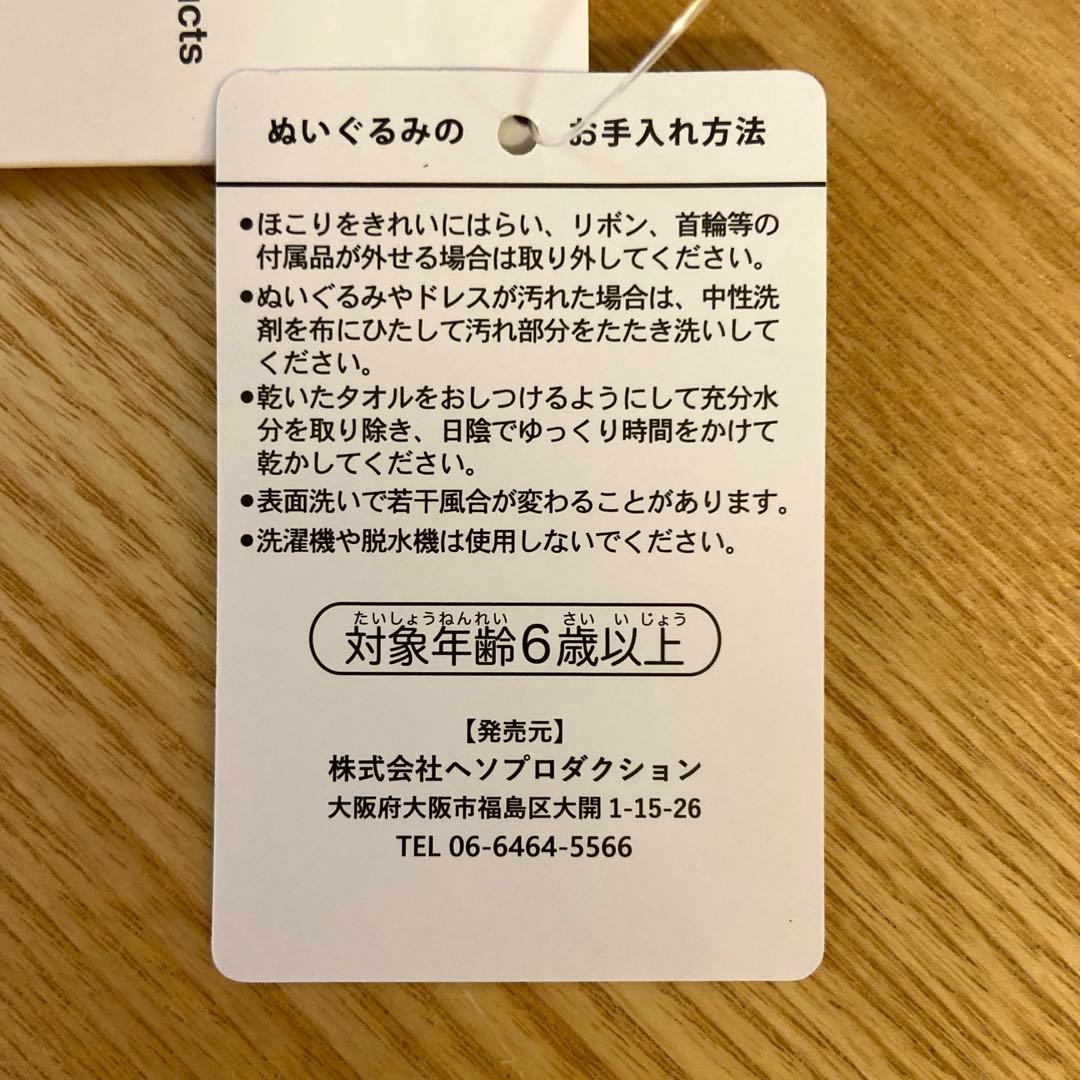 ucts
ぬいぐるみの お手入れ方法
●ほこりをきれいにはらい、リボン、首輪等の
付属品が外せる場合は取り外してください。
●ぬいぐるみやドレスが汚れた場合は、中性洗
剤を布にひたして汚れ部分をたたき洗いして
ください。
●乾いたタオルをおしつけるようにして充分水
分を取り除き、日陰でゆっくり時間をかけて
乾かしてください。
●表面洗いで若干風合が変わることがあります。
●洗濯機や脱水機は使用しないでください。
たいしょうねんれい さい い じょう
対象年齢6歳以上
【発売元】
株式会社ヘソプロダクション
大阪府大阪市福島区大開 1-15-26
TEL 06-6464-5566